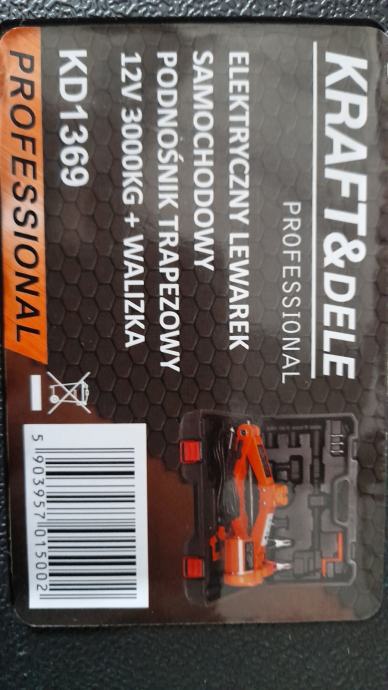 KRAFT&DELE
PROFESSIONAL
ELEKTRYCZNY LEWAREK
SAMOCHODOWY
PODNOŚNIK TRAPEZOWY
12V 3000KG + WALIZKA
KD1369
PROFESSIONAL
5 903957 015002